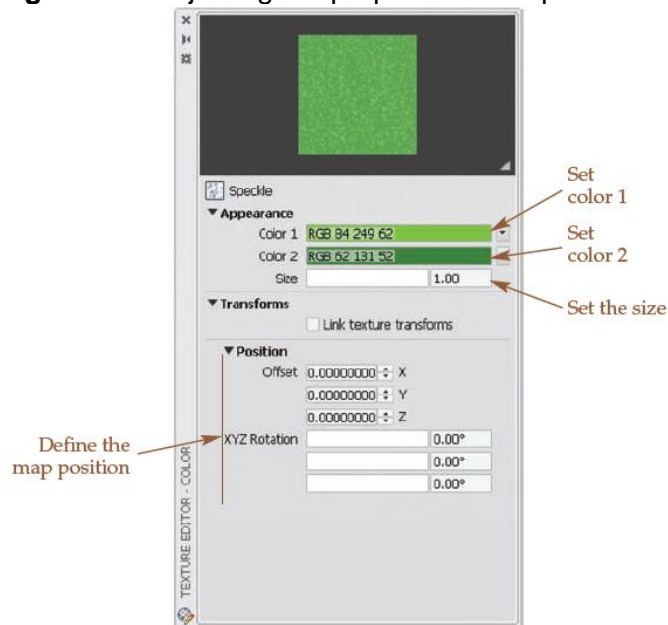 Speckle
Appearance
Color 1 RGB 84 249 62
Color 2 RGB 62 131 52
Size 1.00
Transforms
Link texture transforms
Position
Offset 0.00000000 X
0.00000000 Y
0.00000000 Z
XYZ Rotation 0.00°
0.00°
0.00°
TEXTURE EDITOR - COLOR
Set
color 1
Set
color 2
Set the size
Define the
map position